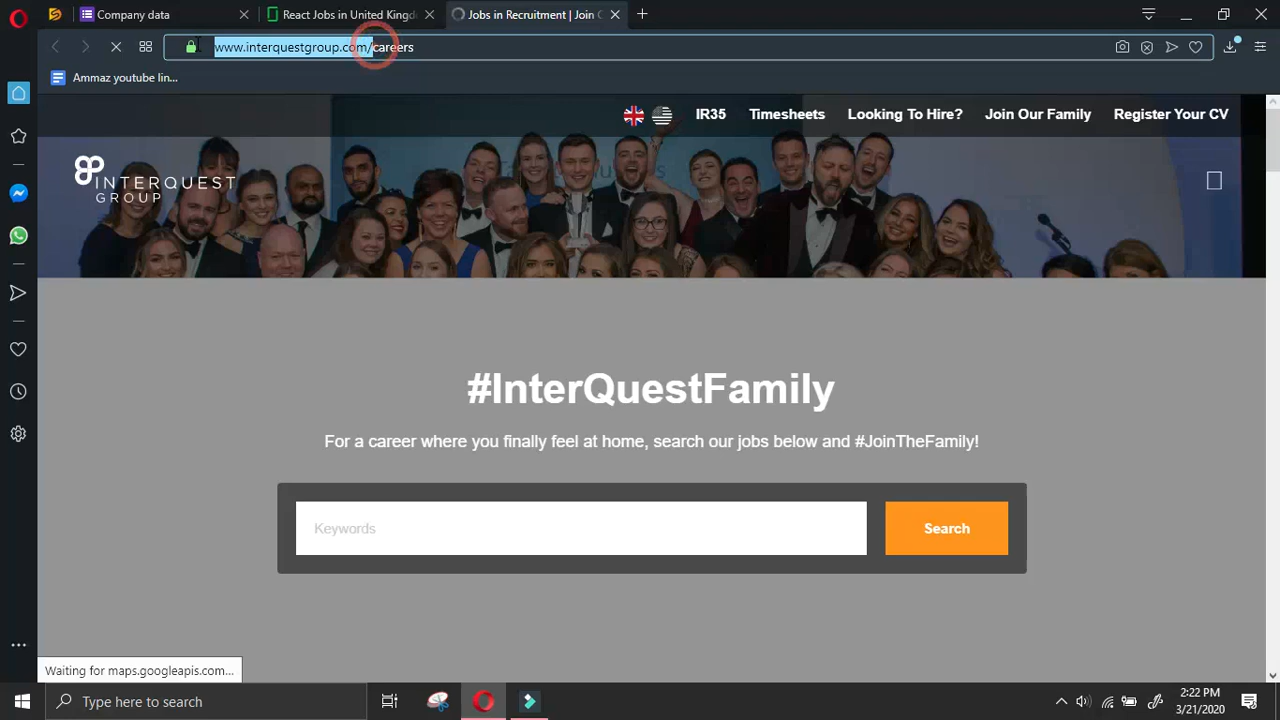 Company data
React Jobs in United Kingd
Jobs in Recruitment | Join C
www.interquestgroup.com/careers
Ammaz youtube lin...
IR35
Timesheets
Looking To Hire?
Join Our Family
Register Your CV
INTERQUEST
GROUP
#InterQuestFamily
For a career where you finally feel at home, search our jobs below and #JoinTheFamily!
Keywords
Search
Waiting for maps.googleapis.com...
Type here to search
2:22 PM
3/21/2020